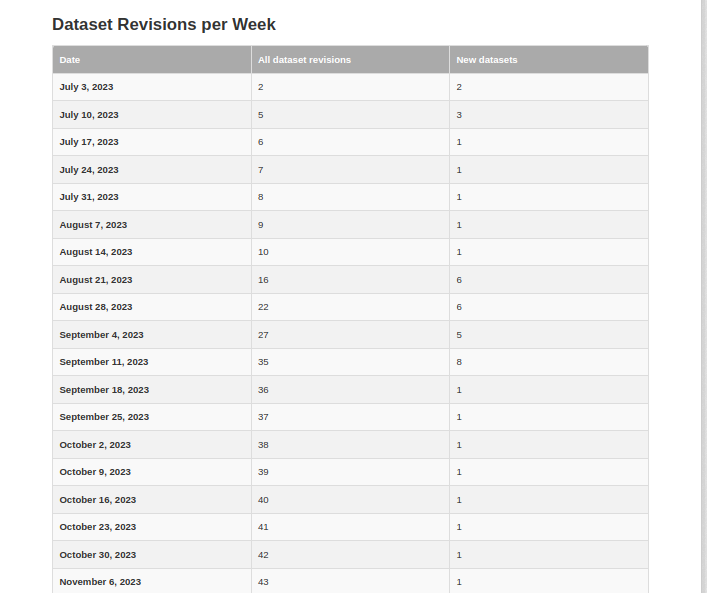 Dataset Revisions per Week
Date All dataset revisions New datasets
July 3, 2023 2 2
July 10, 2023 5 3
July 17, 2023 6 1
July 24, 2023 7 1
July 31, 2023 8 1
August 7, 2023 9 1
August 14, 2023 10 1
August 21, 2023 16 6
August 28, 2023 22 6
September 4, 2023 27 5
September 11, 2023 35 8
September 18, 2023 36 1
September 25, 2023 37 1
October 2, 2023 38 1
October 9, 2023 39 1
October 16, 2023 40 1
October 23, 2023 41 1
October 30, 2023 42 1
November 6, 2023 43 1